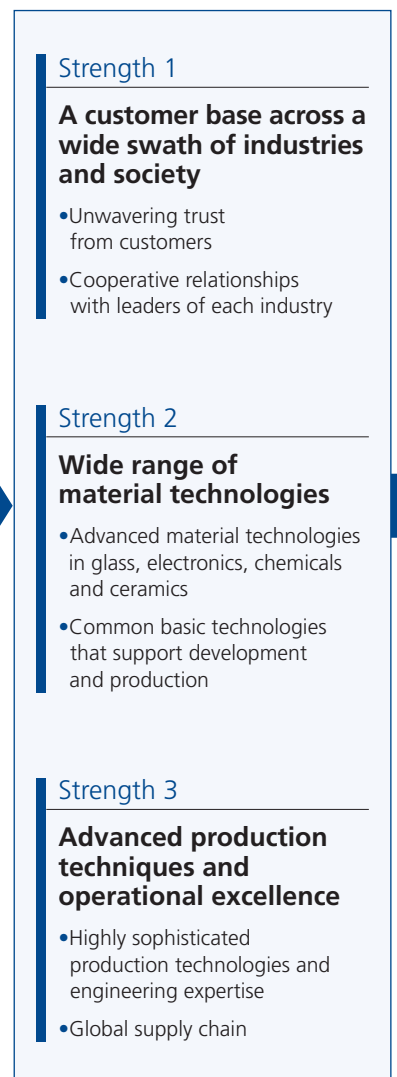 Strength 1
A customer base across a
wide swath of industries
and society
•Unwavering trust
from customers
•Cooperative relationships
with leaders of each industry
Strength 2
Wide range of
material technologies
•Advanced material technologies
in glass, electronics, chemicals
and ceramics
•Common basic technologies
that support development
and production
Strength 3
Advanced production
techniques and
operational excellence
•Highly sophisticated
production technologies and
engineering expertise
•Global supply chain